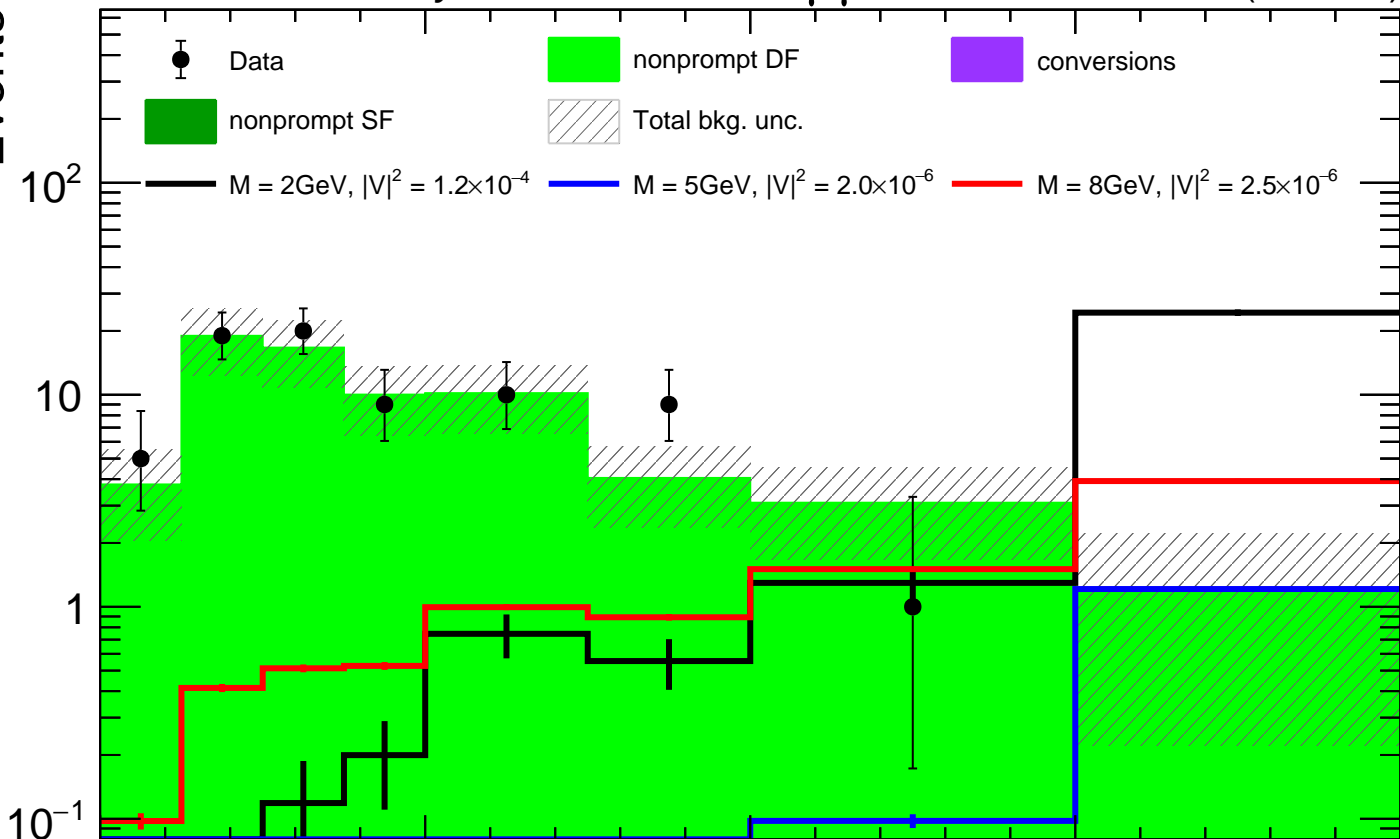 Data
nonprompt DF
conversions
nonprompt SF
Total bkg. unc.
M = 2GeV, |V|² = 1.2×10⁻⁴
M = 5GeV, |V|² = 2.0×10⁻⁶
M = 8GeV, |V|² = 2.5×10⁻⁶
10²
10
1
10⁻¹